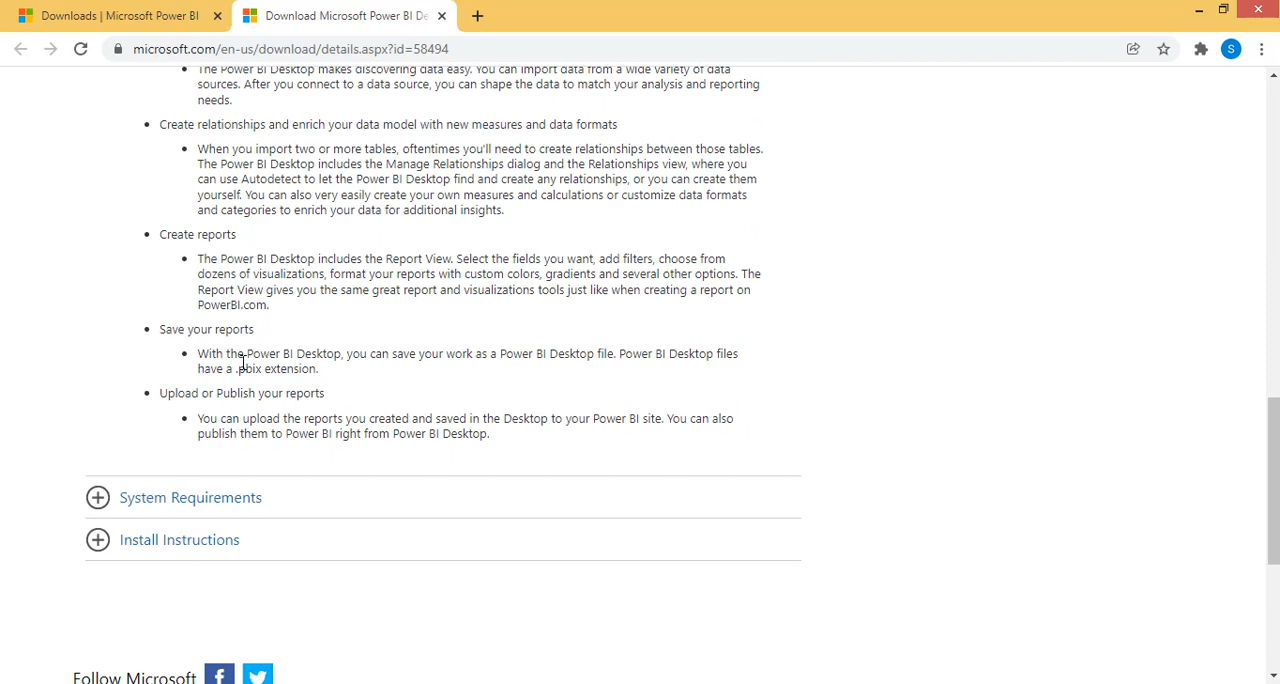 Downloads | Microsoft Power BI
Download Microsoft Power BI De
microsoft.com/en-us/download/details.aspx?id=58494
S
The Power BI Desktop makes discovering data easy. You can import data from a wide variety of data
sources. After you connect to a data source, you can shape the data to match your analysis and reporting
needs.
Create relationships and enrich your data model with new measures and data formats
When you import two or more tables, oftentimes you'll need to create relationships between those tables.
The Power BI Desktop includes the Manage Relationships dialog and the Relationships view, where you
can use Autodetect to let the Power BI Desktop find and create any relationships, or you can create them
yourself. You can also very easily create your own measures and calculations or customize data formats
and categories to enrich your data for additional insights.
Create reports
The Power BI Desktop includes the Report View. Select the fields you want, add filters, choose from
dozens of visualizations, format your reports with custom colors, gradients and several other options. The
Report View gives you the same great report and visualizations tools just like when creating a report on
PowerBI.com.
Save your reports
With the Power BI Desktop, you can save your work as a Power BI Desktop file. Power BI Desktop files
have a .pbix extension.
Upload or Publish your reports
You can upload the reports you created and saved in the Desktop to your Power BI site. You can also
publish them to Power BI right from Power BI Desktop.
System Requirements
Install Instructions
Follow Microsoft